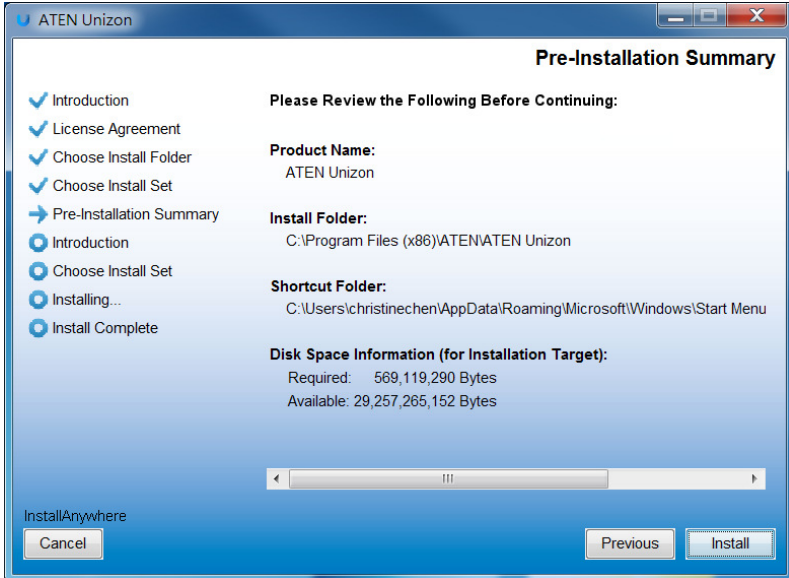 ATEN Unizon
Pre-Installation Summary
Introduction
License Agreement
Choose Install Folder
Choose Install Set
Pre-Installation Summary
Introduction
Choose Install Set
Installing...
Install Complete
Please Review the Following Before Continuing:
Product Name:
ATEN Unizon
Install Folder:
C:\Program Files (x86)\ATEN\ATEN Unizon
Shortcut Folder:
C:\Users\christinechen\AppData\Roaming\Microsoft\Windows\Start Menu
Disk Space Information (for Installation Target):
Required: 569,119,290 Bytes
Available: 29,257,265,152 Bytes
InstallAnywhere
Cancel
Previous
Install